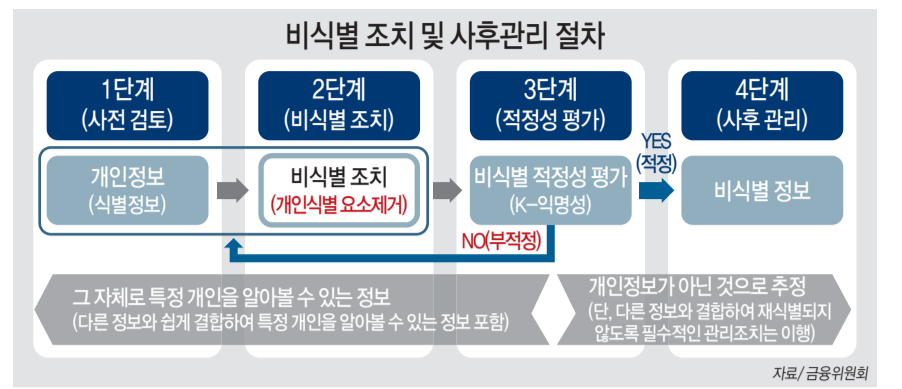 비식별 조치 및 사후관리 절차
1단계
(사전 검토)
2단계
(비식별 조치)
3단계
(적정성 평가)
4단계
(사후 관리)
개인정보
(식별정보)
비식별 조치
(개인식별 요소제거)
비식별 적정성 평가
(K-익명성)
YES
(적정)
비식별 정보
NO(부적정)
그 자체로 특정 개인을 알아볼 수 있는 정보
(다른 정보와 쉽게 결합하여 특정 개인을 알아볼 수 있는 정보 포함)
개인정보가 아닌 것으로 추정
(단, 다른 정보와 결합하여 재식별되지
않도록 필수적인 관리조치는 이행)
자료/금융위원회